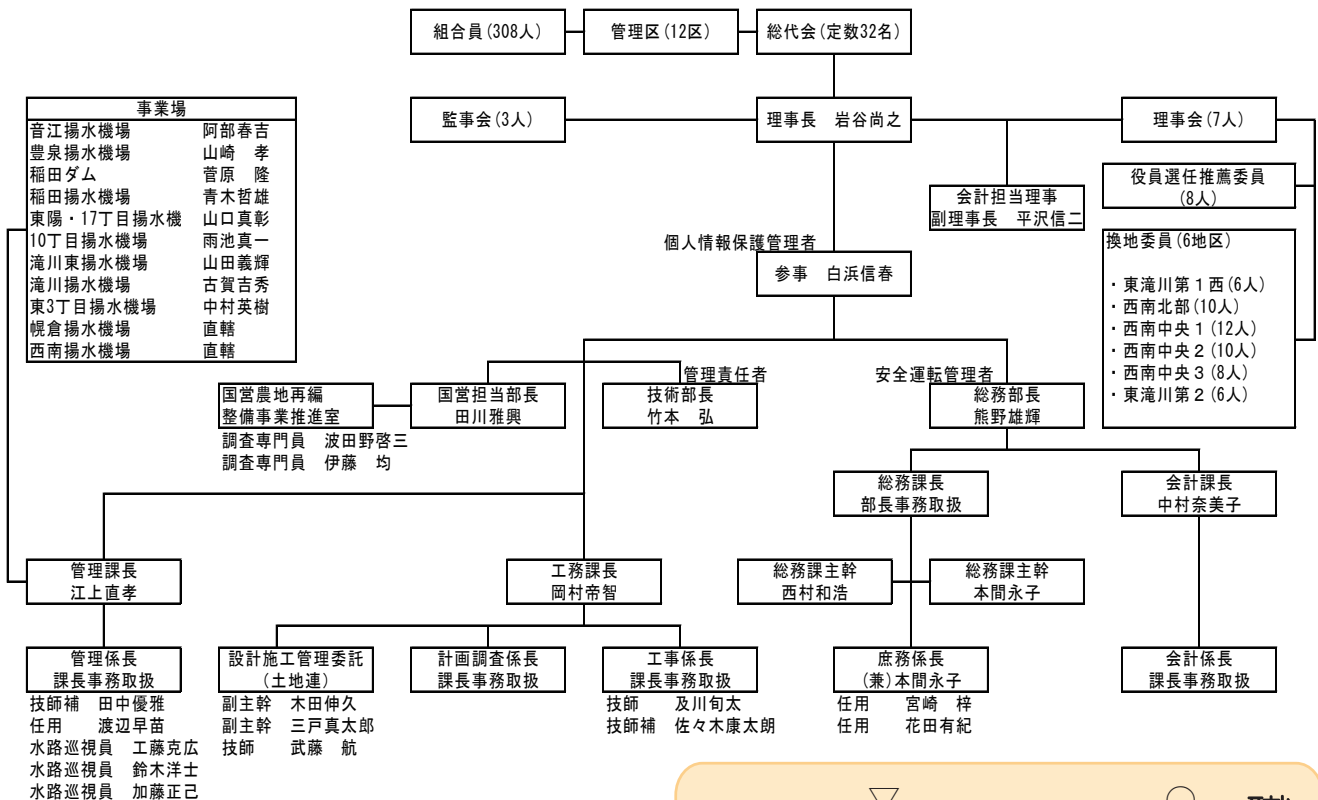 組合員(308人)
管理区(12区)
総代会(定数32名)
監事会(3人)
理事長　岩谷尚之
理事会(7人)
会計担当理事
副理事長　平沢信二
役員選任推薦委員
(8人)
換地委員(6地区)
・東滝川第１西(6人)
・西南北部(10人)
・西南中央１(12人)
・西南中央２(10人)
・西南中央３(8人)
・東滝川第２(6人)
事業場
音江揚水機場　阿部春吉
豊泉揚水機場　山崎　孝
稲田ダム　菅原　隆
稲田揚水機場　青木哲雄
東陽・17丁目揚水機　山口真彰
10丁目揚水機場　雨池真一
滝川東揚水機場　山田義輝
滝川揚水機場　古賀吉秀
東3丁目揚水機場　中村英樹
幌倉揚水機場　直轄
西南揚水機場　直轄
個人情報保護管理者
参事　白浜信春
国営農地再編
整備事業推進室
調査専門員　波田野啓三
調査専門員　伊藤　均
国営担当部長
田川雅興
管理責任者
技術部長
竹本　弘
安全運転管理者
総務部長
熊野雄輝
総務課長
部長事務取扱
会計課長
中村奈美子
管理課長
江上直孝
工務課長
岡村帝智
総務課主幹
西村和浩
総務課主幹
本間永子
管理係長
課長事務取扱
技師補　田中優雅
任用　渡辺早苗
水路巡視員　工藤克広
水路巡視員　鈴木洋士
水路巡視員　加藤正己
設計施工管理委託
(土地連)
副主幹　木田伸久
副主幹　三戸真太郎
技師　武藤　航
計画調査係長
課長事務取扱
工事係長
課長事務取扱
技師　及川旬太
技師補　佐々木康太朗
庶務係長
(兼)本間永子
任用　宮崎　梓
任用　花田有紀
会計係長
課長事務取扱